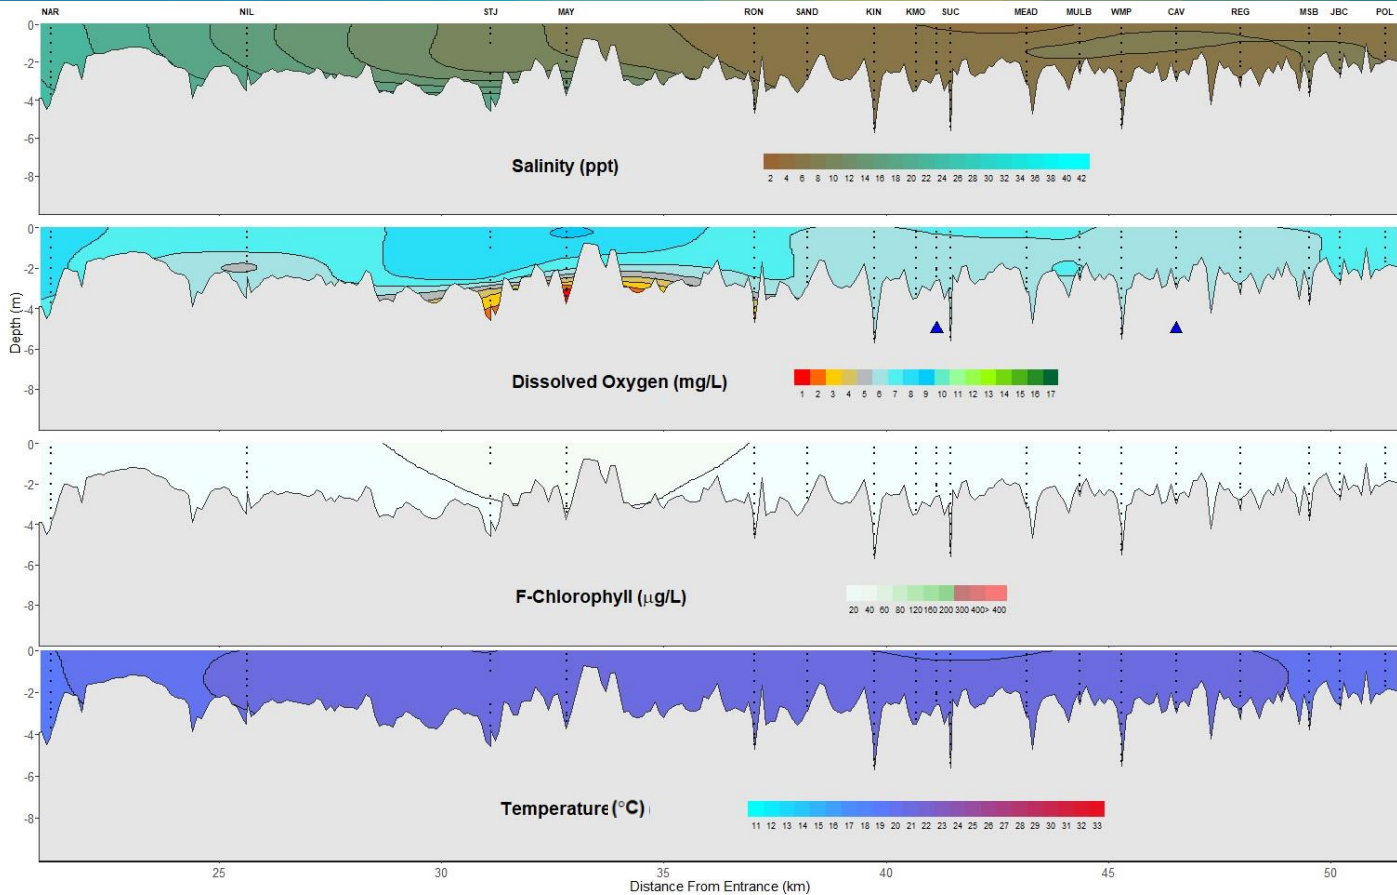 NAR NIL STJ MAY RON SAND KIN KMO SUC MEAD MULB WMP CAV REG MSB JBC POL
0
-2
-4
-6
-8
Salinity (ppt)
2 4 6 8 10 12 14 16 18 20 22 24 26 28 30 32 34 36 38 40 42
0
-2
-4
-6
-8
Depth (m)
Dissolved Oxygen (mg/L)
1 2 3 4 5 6 7 8 9 10 11 12 13 14 15 16 17
0
-2
-4
-6
-8
F-Chlorophyll (μg/L)
20 40 60 80 120 160 200 300 400 > 400
0
-2
-4
-6
-8
Temperature (°C)
11 12 13 14 15 16 17 18 19 20 21 22 23 24 25 26 27 28 29 30 31 32 33
25 30 35 40 45 50
Distance From Entrance (km)